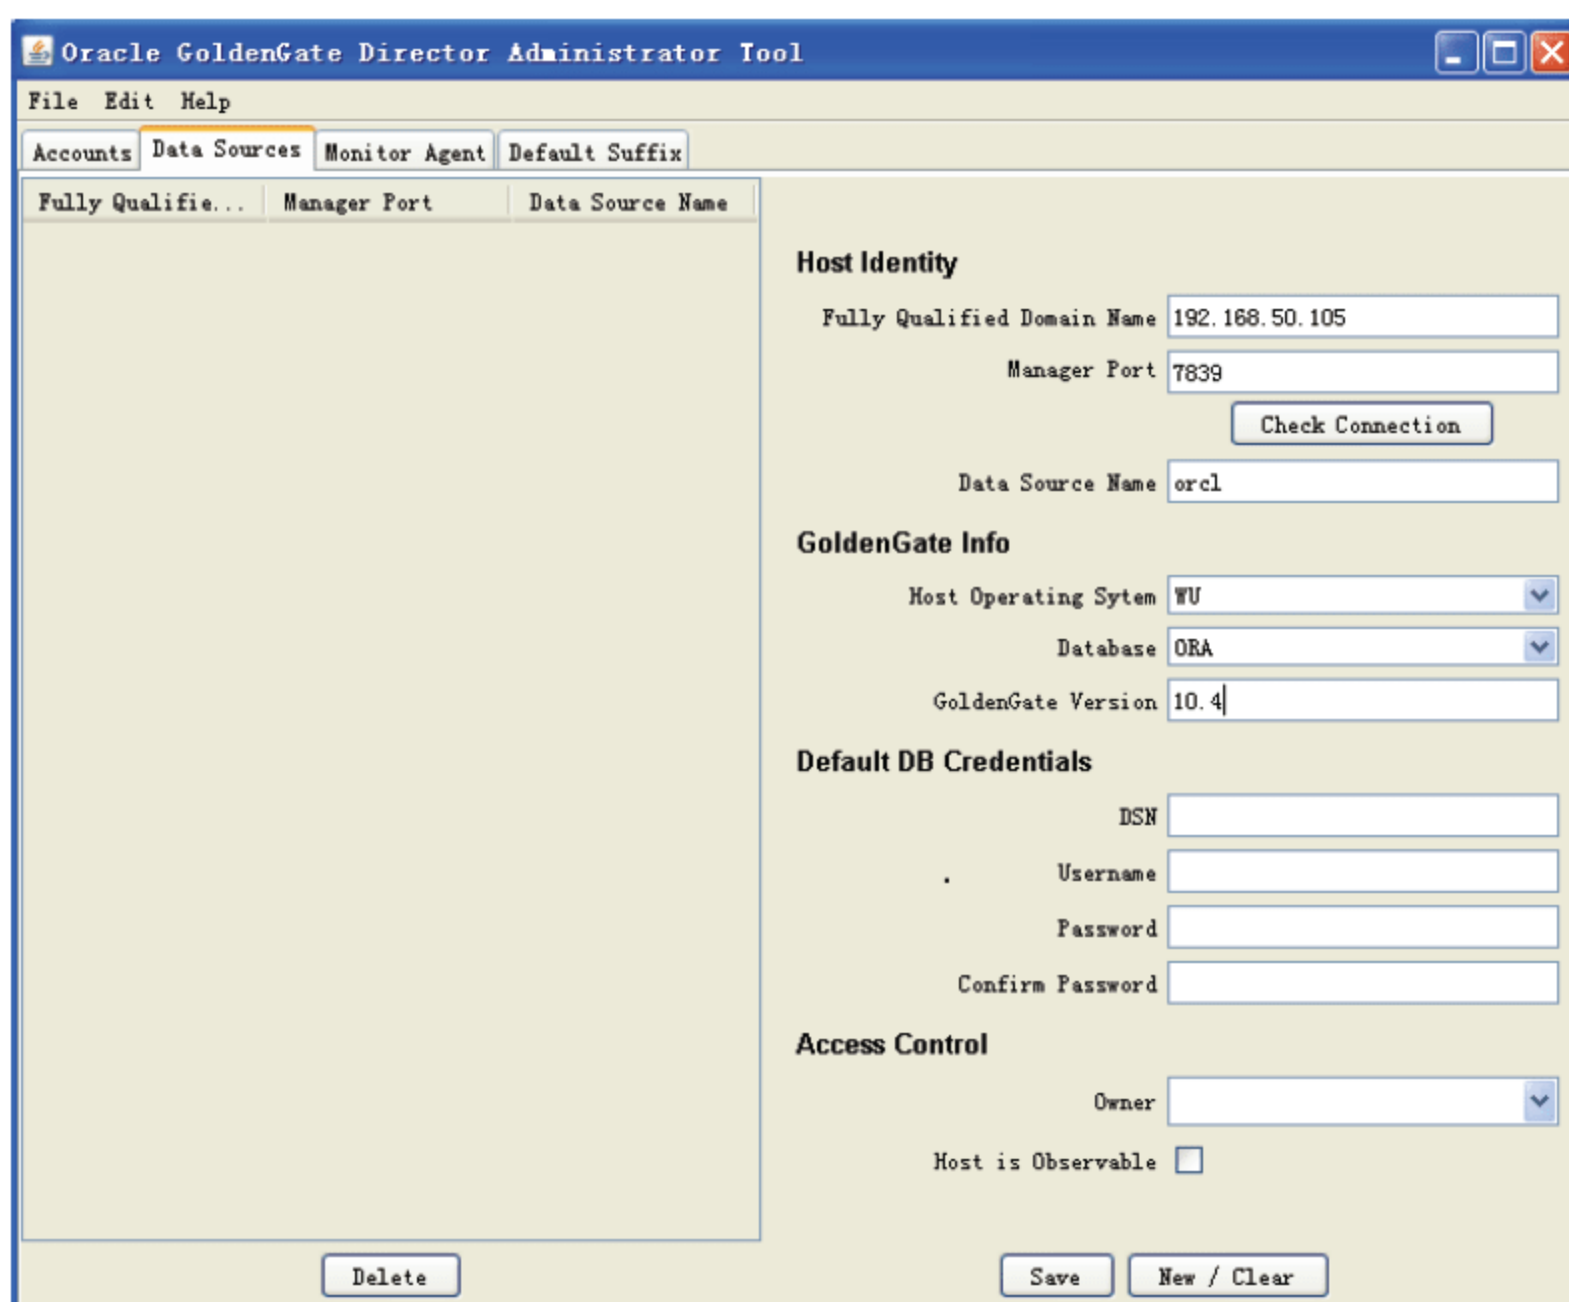 Oracle GoldenGate Director Administrator Tool
File Edit Help
Accounts Data Sources Monitor Agent Default Suffix
Fully Qualifie... Manager Port Data Source Name
Host Identity
Fully Qualified Domain Name 192.168.50.105
Manager Port 7839
Check Connection
Data Source Name orcl
GoldenGate Info
Host Operating Sytem WU
Database ORA
GoldenGate Version 10.4
Default DB Credentials
DSN
Username
Password
Confirm Password
Access Control
Owner
Host is Observable
Delete Save New / Clear